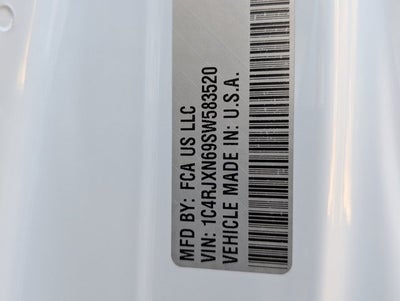 MFD BY: FCA US LLC
VIN: 1C4RJXN69SW583520
VEHICLE MADE IN: U.S.A.